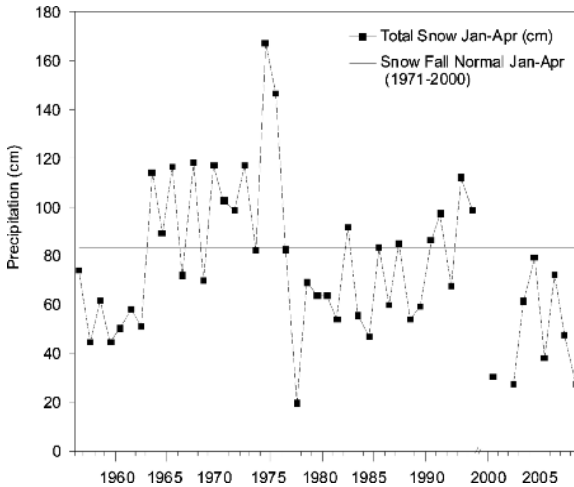 180
160
140
120
100
80
60
40
20
0
Precipitation (cm)
Total Snow Jan-Apr (cm)
Snow Fall Normal Jan-Apr
(1971-2000)
1960 1965 1970 1975 1980 1985 1990 2000 2005